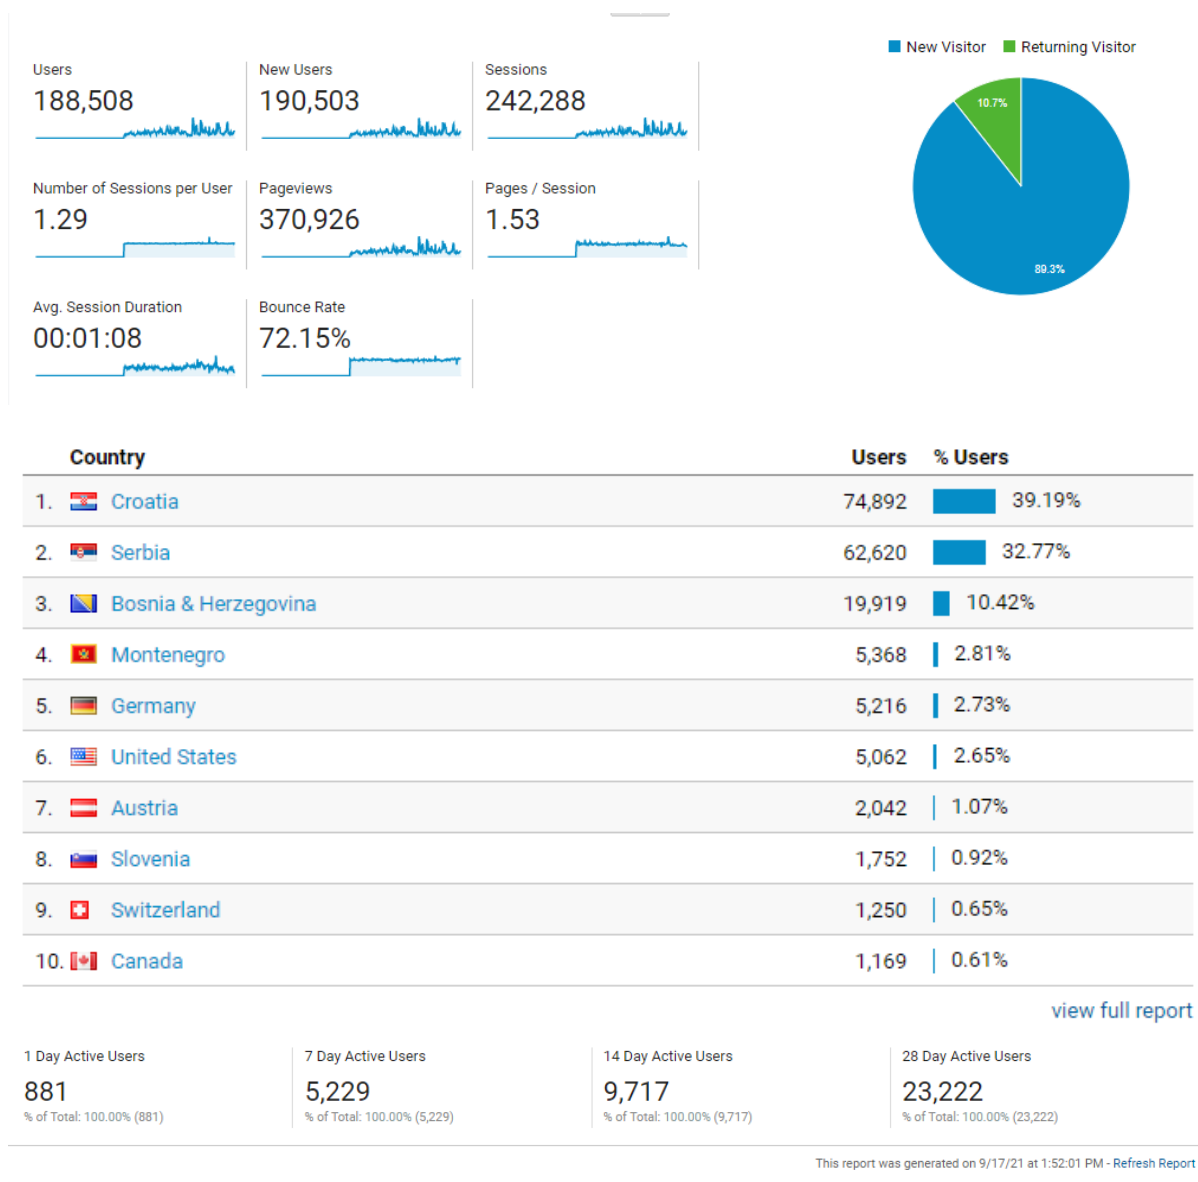 New Visitor Returning Visitor
Users
188,508
New Users
190,503
Sessions
242,288
10.7%
89.3%
Number of Sessions per User
1.29
Pageviews
370,926
Pages / Session
1.53
Avg. Session Duration
00:01:08
Bounce Rate
72.15%
Country Users % Users
1. Croatia 74,892 39.19%
2. Serbia 62,620 32.77%
3. Bosnia & Herzegovina 19,919 10.42%
4. Montenegro 5,368 2.81%
5. Germany 5,216 2.73%
6. United States 5,062 2.65%
7. Austria 2,042 1.07%
8. Slovenia 1,752 0.92%
9. Switzerland 1,250 0.65%
10. Canada 1,169 0.61%
view full report
1 Day Active Users
881
% of Total: 100.00% (881)
7 Day Active Users
5,229
% of Total: 100.00% (5,229)
14 Day Active Users
9,717
% of Total: 100.00% (9,717)
28 Day Active Users
23,222
% of Total: 100.00% (23,222)
This report was generated on 9/17/21 at 1:52:01 PM - Refresh Report